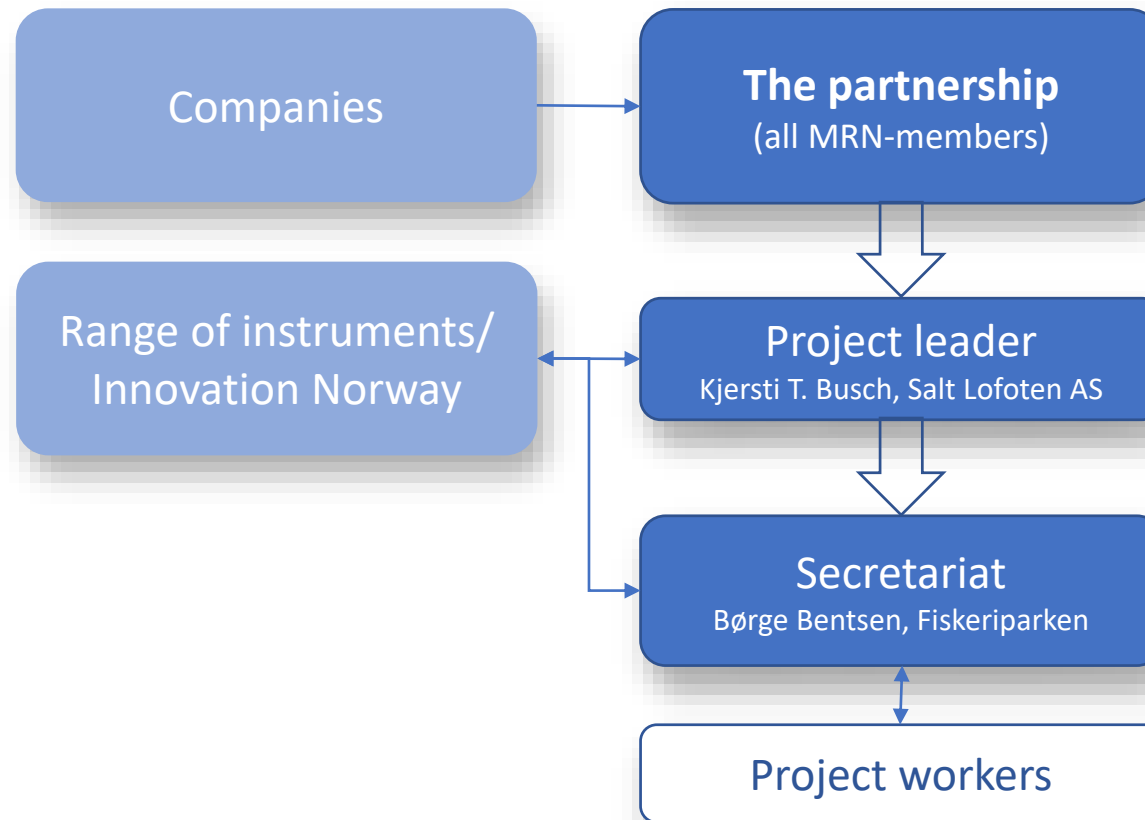 Companies
The partnership
(all MRN-members)
Range of instruments/
Innovation Norway
Project leader
Kjersti T. Busch, Salt Lofoten AS
Secretariat
Børge Bentsen, Fiskeriparken
Project workers